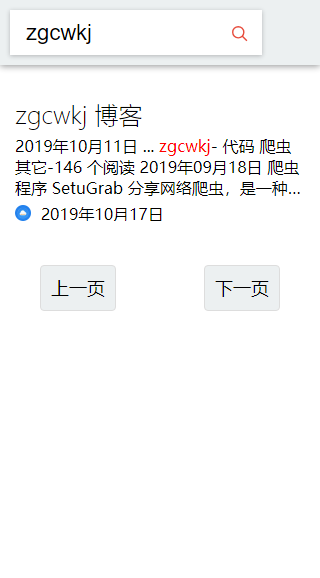 zgcwkj
zgcwkj 博客
2019年10月11日 ... zgcwkj- 代码 爬虫
其它-146 个阅读 2019年09月18日 爬虫
程序 SetuGrab 分享网络爬虫，是一种...
2019年10月17日
上一页
下一页